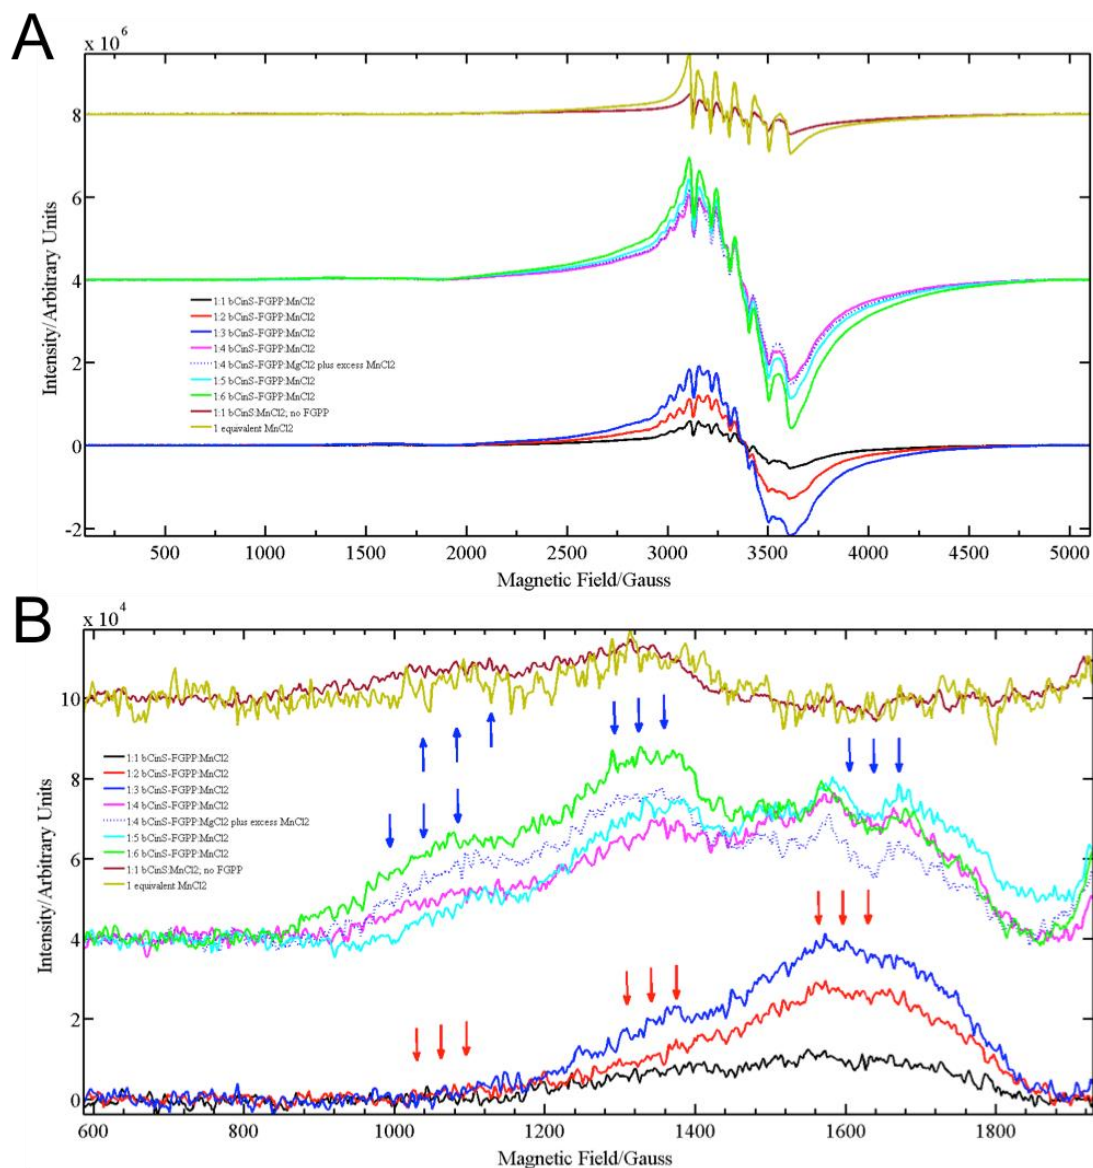 A
x 10 6
8
6
4
2
0
-2
Intensity/Arbitrary Units
1:1 bCinS-FGPP:MnCl2
1:2 bCinS-FGPP:MnCl2
1:3 bCinS-FGPP:MnCl2
1:4 bCinS-FGPP:MnCl2
1:4 bCinS-FGPP:MgCl2 plus excess MnCl2
1:5 bCinS-FGPP:MnCl2
1:6 bCinS-FGPP:MnCl2
1:1 bCinS:MnCl2; no FGPP
1 equivalent MnCl2
500 1000 1500 2000 2500 3000 3500 4000 4500 5000
Magnetic Field/Gauss
B
x 10 4
10
8
6
4
2
0
Intensity/Arbitrary Units
1:1 bCinS-FGPP:MnCl2
1:2 bCinS-FGPP:MnCl2
1:3 bCinS-FGPP:MnCl2
1:4 bCinS-FGPP:MnCl2
1:4 bCinS-FGPP:MgCl2 plus excess MnCl2
1:5 bCinS-FGPP:MnCl2
1:6 bCinS-FGPP:MnCl2
1:1 bCinS:MnCl2; no FGPP
1 equivalent MnCl2
600 800 1000 1200 1400 1600 1800
Magnetic Field/Gauss